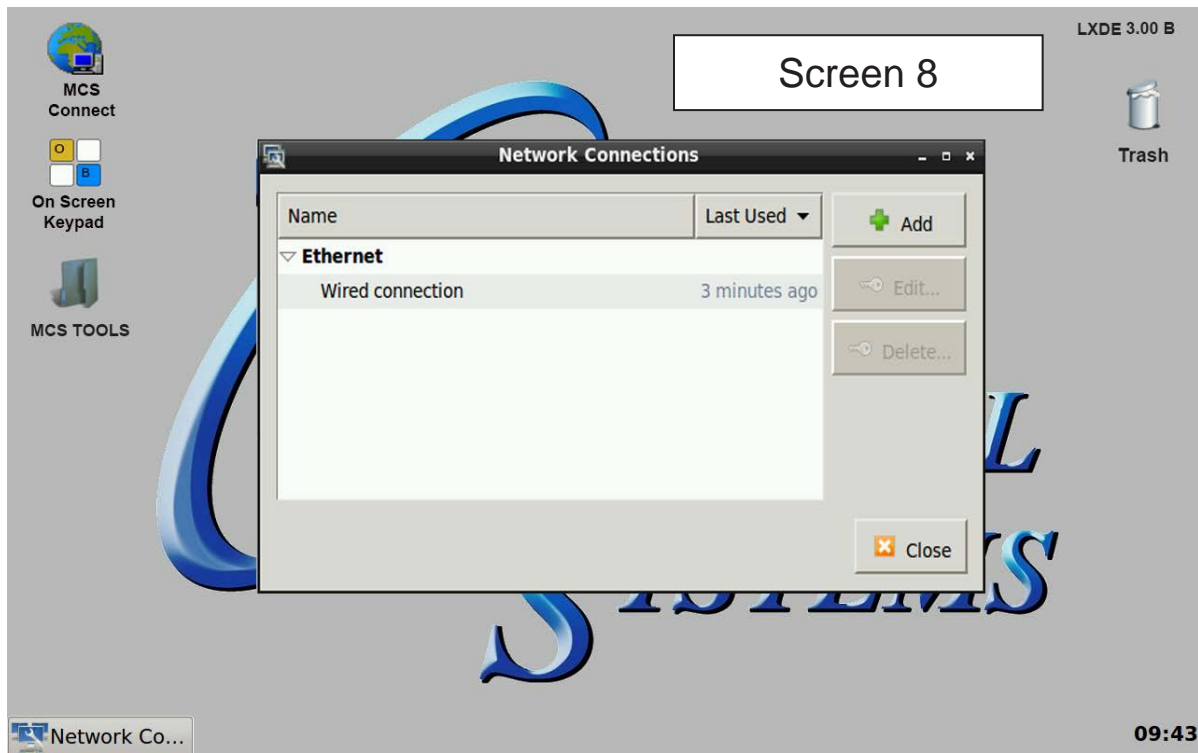 LXDE 3.00 B
Screen 8
MCS
Connect
Trash
O
B
On Screen
Keypad
MCS TOOLS
Network Connections
Name
Last Used
Add
Ethernet
Wired connection
3 minutes ago
Edit...
Delete...
Close
L
SYSTEMS
Network Co...
09:43